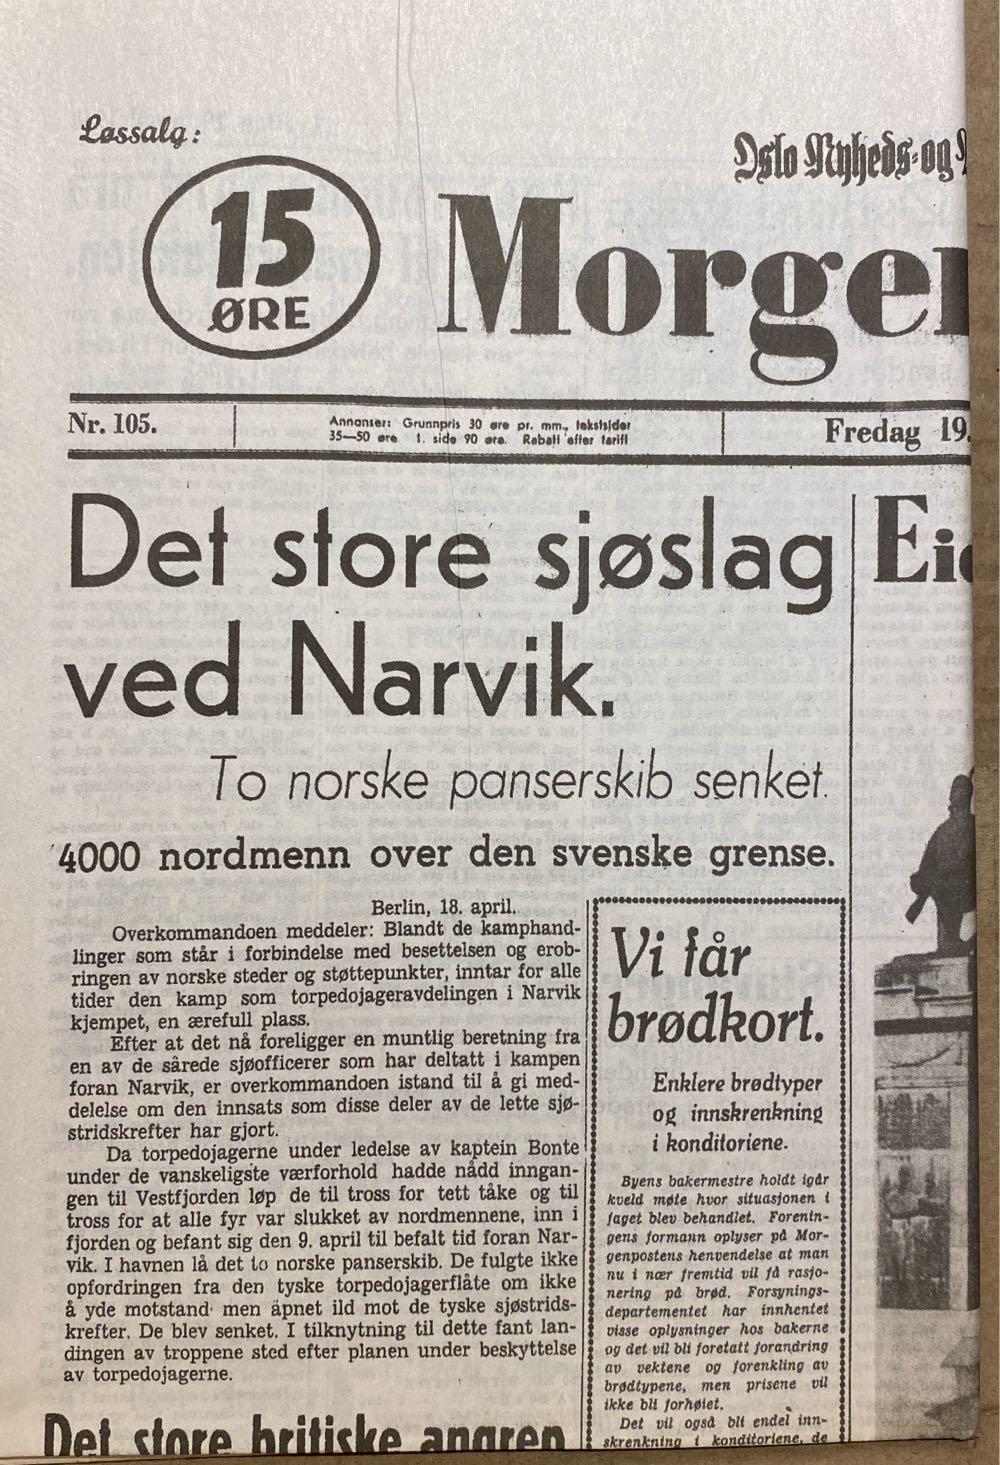 Løssalg:
15
ØRE
Oslo Nyheds- og
Morge
Nr. 105.
Annonser: Grunnpris 30 øre pr. mm., tekstsider
35—50 øre. 1. side 90 øre. Rabatt efter tariff
Fredag 19.
Det store sjøslag
ved Narvik.
To norske panserskib senket.
4000 nordmenn over den svenske grense.
Berlin, 18. april.
Overkommandoen meddeler: Blandt de kamphand-
linger som står i forbindelse med besettelsen og erob-
ringen av norske steder og støttepunkter, inntar for alle
tider den kamp som torpedojageravdelingen i Narvik
kjempet, en ærefull plass.
Efter at det nå foreligger en muntlig beretning fra
en av de sårede sjøofficerer som har deltatt i kampen
foran Narvik, er overkommandoen istand til å gi med-
delelse om den innsats som disse deler av de lette sjø-
stridskrefter har gjort.
Da torpedojagerne under ledelse av kaptein Bonte
under de vanskeligste værforhold hadde nådd inngan-
gen til Vestfjorden løp de til tross for tett tåke og til
tross for at alle fyr var slukket av nordmennene, inn i
fjorden og befant sig den 9. april til befalt tid foran Nar-
vik. I havnen lå det to norske panserskib. De fulgte ikke
opfordringen fra den tyske torpedojagerflåte om ikke
å yde motstand men åpnet ild mot de tyske sjøstrids-
krefter. De blev senket. I tilknytning til dette fant lan-
dingen av troppene sted efter planen under beskyttelse
av torpedojagerne.
Det store britiske angrep
Vi får
brødkort.
Enklere brødtyper
og innskrenkning
i konditoriene.
Byens bakermestre holdt igår
kveld møte hvor situasjonen i
faget blev behandlet. Forenin-
gens formann oplyser på Mor-
genpostens henvendelse at man
nu i nær fremtid vil få rasjo-
nering på brød. Forsynings-
departementet har innhentet
visse oplysninger hos bakerne
og det vil bli foretatt forandring
av vektene og forenkling av
brødtypene, men prisene vil
ikke bli forhøiet.
Det vil også bli endel inn-
skrenkning i konditoriene, de
Ei